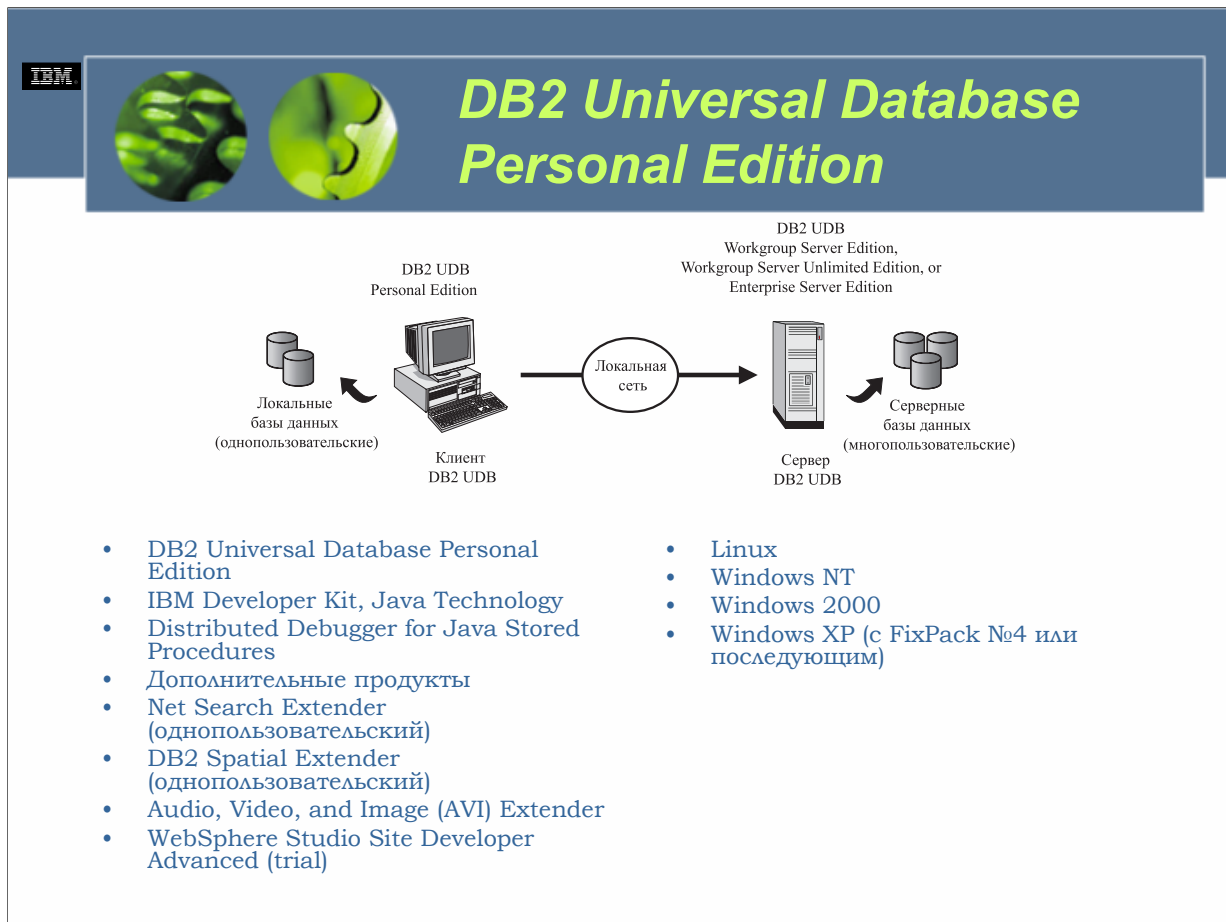 IBM
DB2 Universal Database
Personal Edition
DB2 UDB
Personal Edition
DB2 UDB
Workgroup Server Edition,
Workgroup Server Unlimited Edition, or
Enterprise Server Edition
Локальные
базы данных
(однопользовательские)
Клиент
DB2 UDB
Локальная
сеть
Сервер
DB2 UDB
Серверные
базы данных
(многопользовательские)
• DB2 Universal Database Personal
Edition
• IBM Developer Kit, Java Technology
• Distributed Debugger for Java Stored
Procedures
• Дополнительные продукты
• Net Search Extender
(однопользовательский)
• DB2 Spatial Extender
(однопользовательский)
• Audio, Video, and Image (AVI) Extender
• WebSphere Studio Site Developer
Advanced (trial)
• Linux
• Windows NT
• Windows 2000
• Windows XP (с FixPack №4 или
последующим)